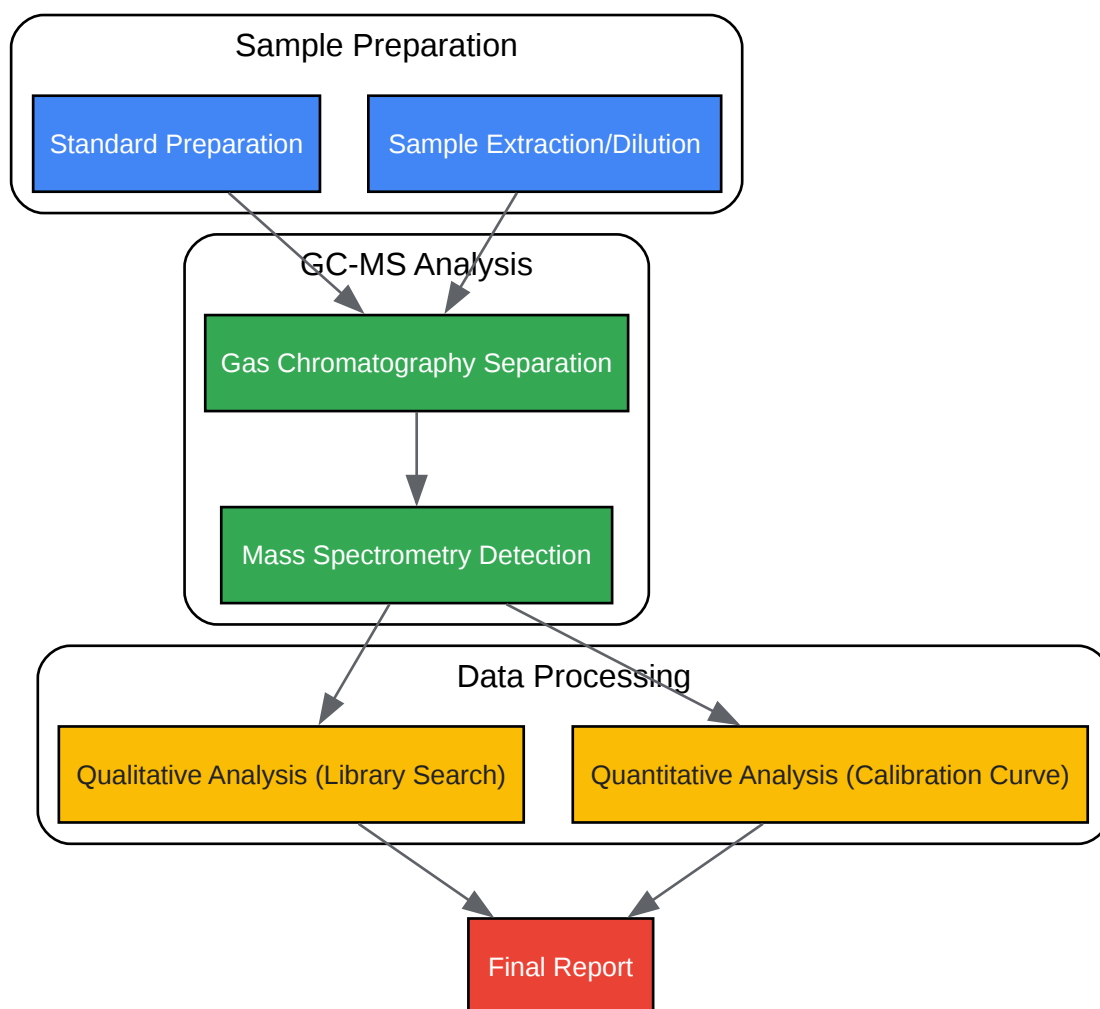 Sample Preparation
Standard Preparation
Sample Extraction/Dilution
GC-MS Analysis
Gas Chromatography Separation
Mass Spectrometry Detection
Data Processing
Qualitative Analysis (Library Search)
Quantitative Analysis (Calibration Curve)
Final Report